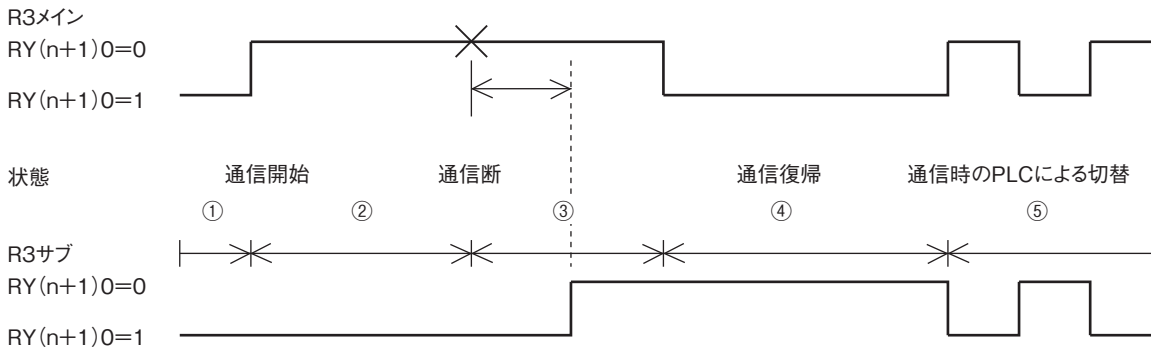 R3メイン
RY(n+1)0=0
RY(n+1)0=1
状態
通信開始
通信断
通信復帰
通信時のPLCによる切替
①
②
③
④
⑤
R3サブ
RY(n+1)0=0
RY(n+1)0=1